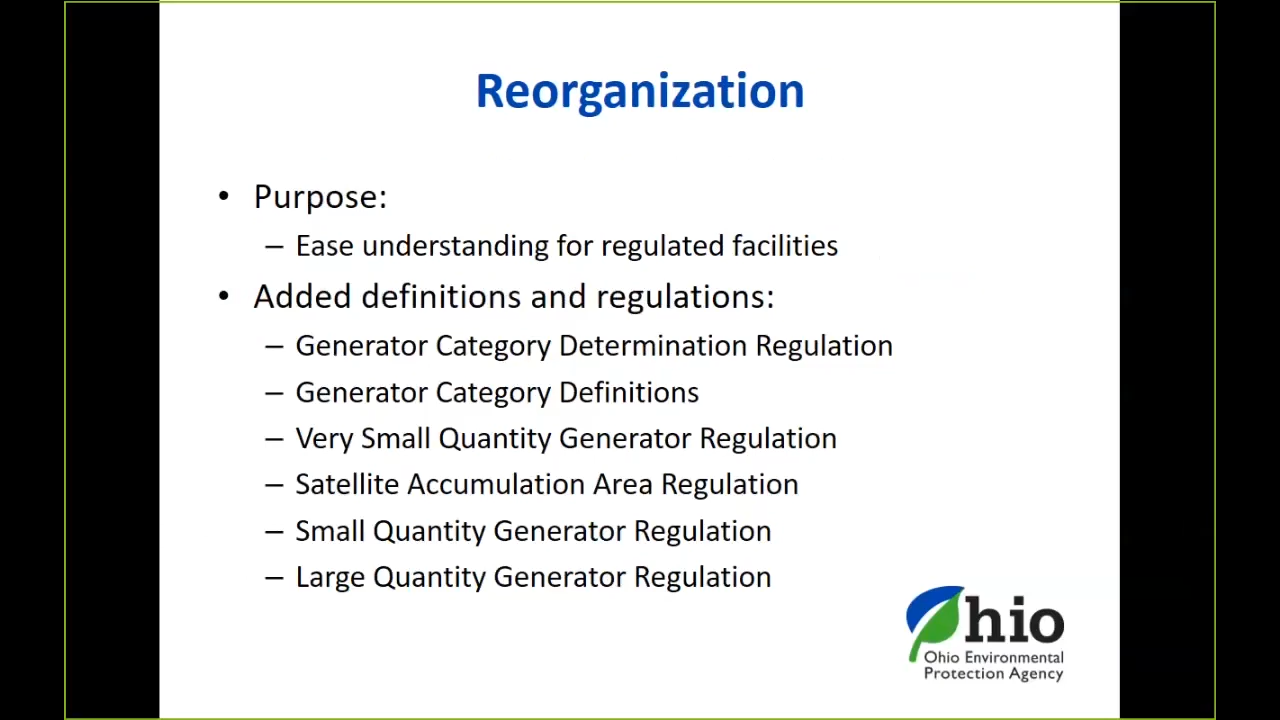 Reorganization
• Purpose:
– Ease understanding for regulated facilities
• Added definitions and regulations:
– Generator Category Determination Regulation
– Generator Category Definitions
– Very Small Quantity Generator Regulation
– Satellite Accumulation Area Regulation
– Small Quantity Generator Regulation
– Large Quantity Generator Regulation
Ohio
Ohio Environmental
Protection Agency